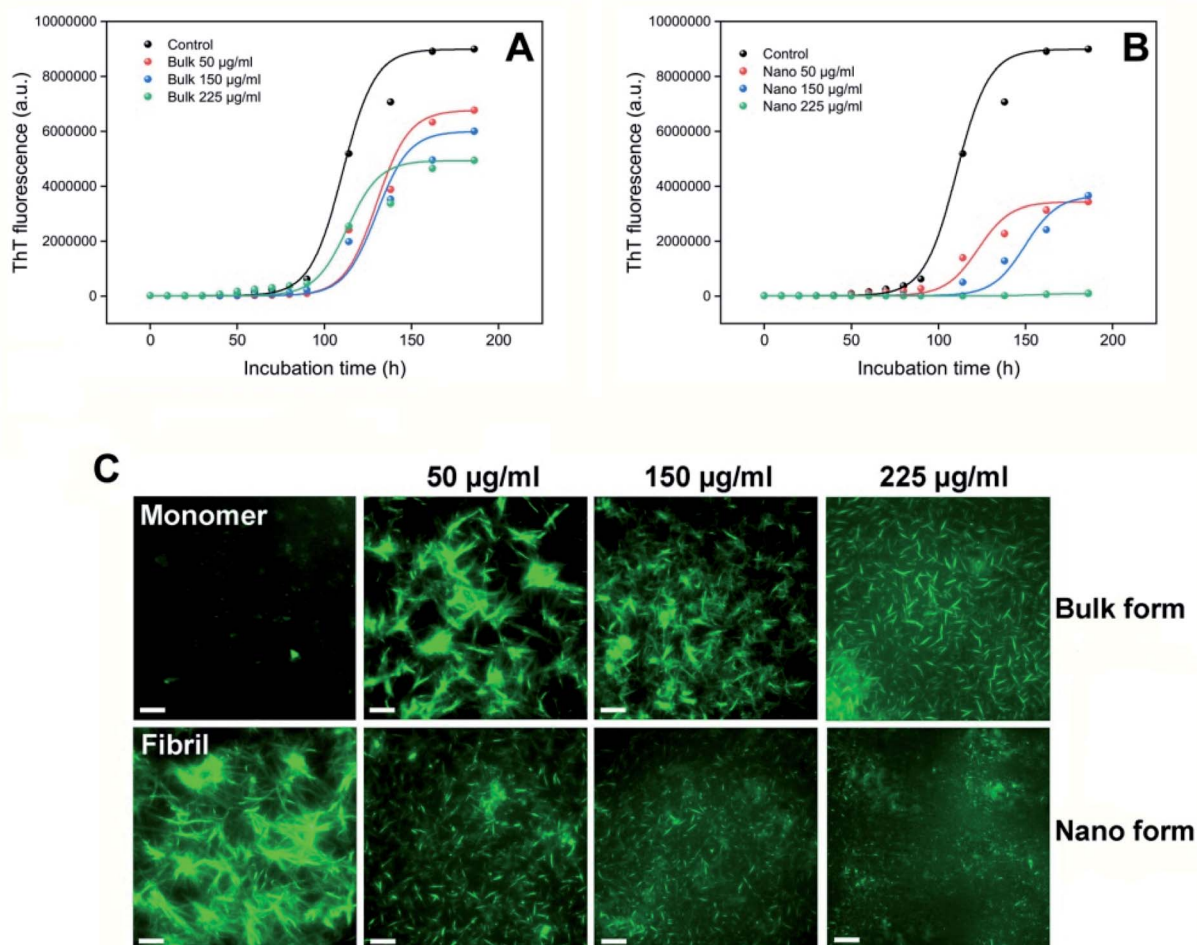 A
10000000
8000000
6000000
4000000
2000000
0
ThT fluorescence (a.u.)
Control
Bulk 50 µg/ml
Bulk 150 µg/ml
Bulk 225 µg/ml
0 50 100 150 200
Incubation time (h)
B
10000000
8000000
6000000
4000000
2000000
0
ThT fluorescence (a.u.)
Control
Nano 50 µg/ml
Nano 150 µg/ml
Nano 225 µg/ml
0 50 100 150 200
Incubation time (h)
C
50 µg/ml 150 µg/ml 225 µg/ml
Monomer
Bulk form
Fibril
Nano form